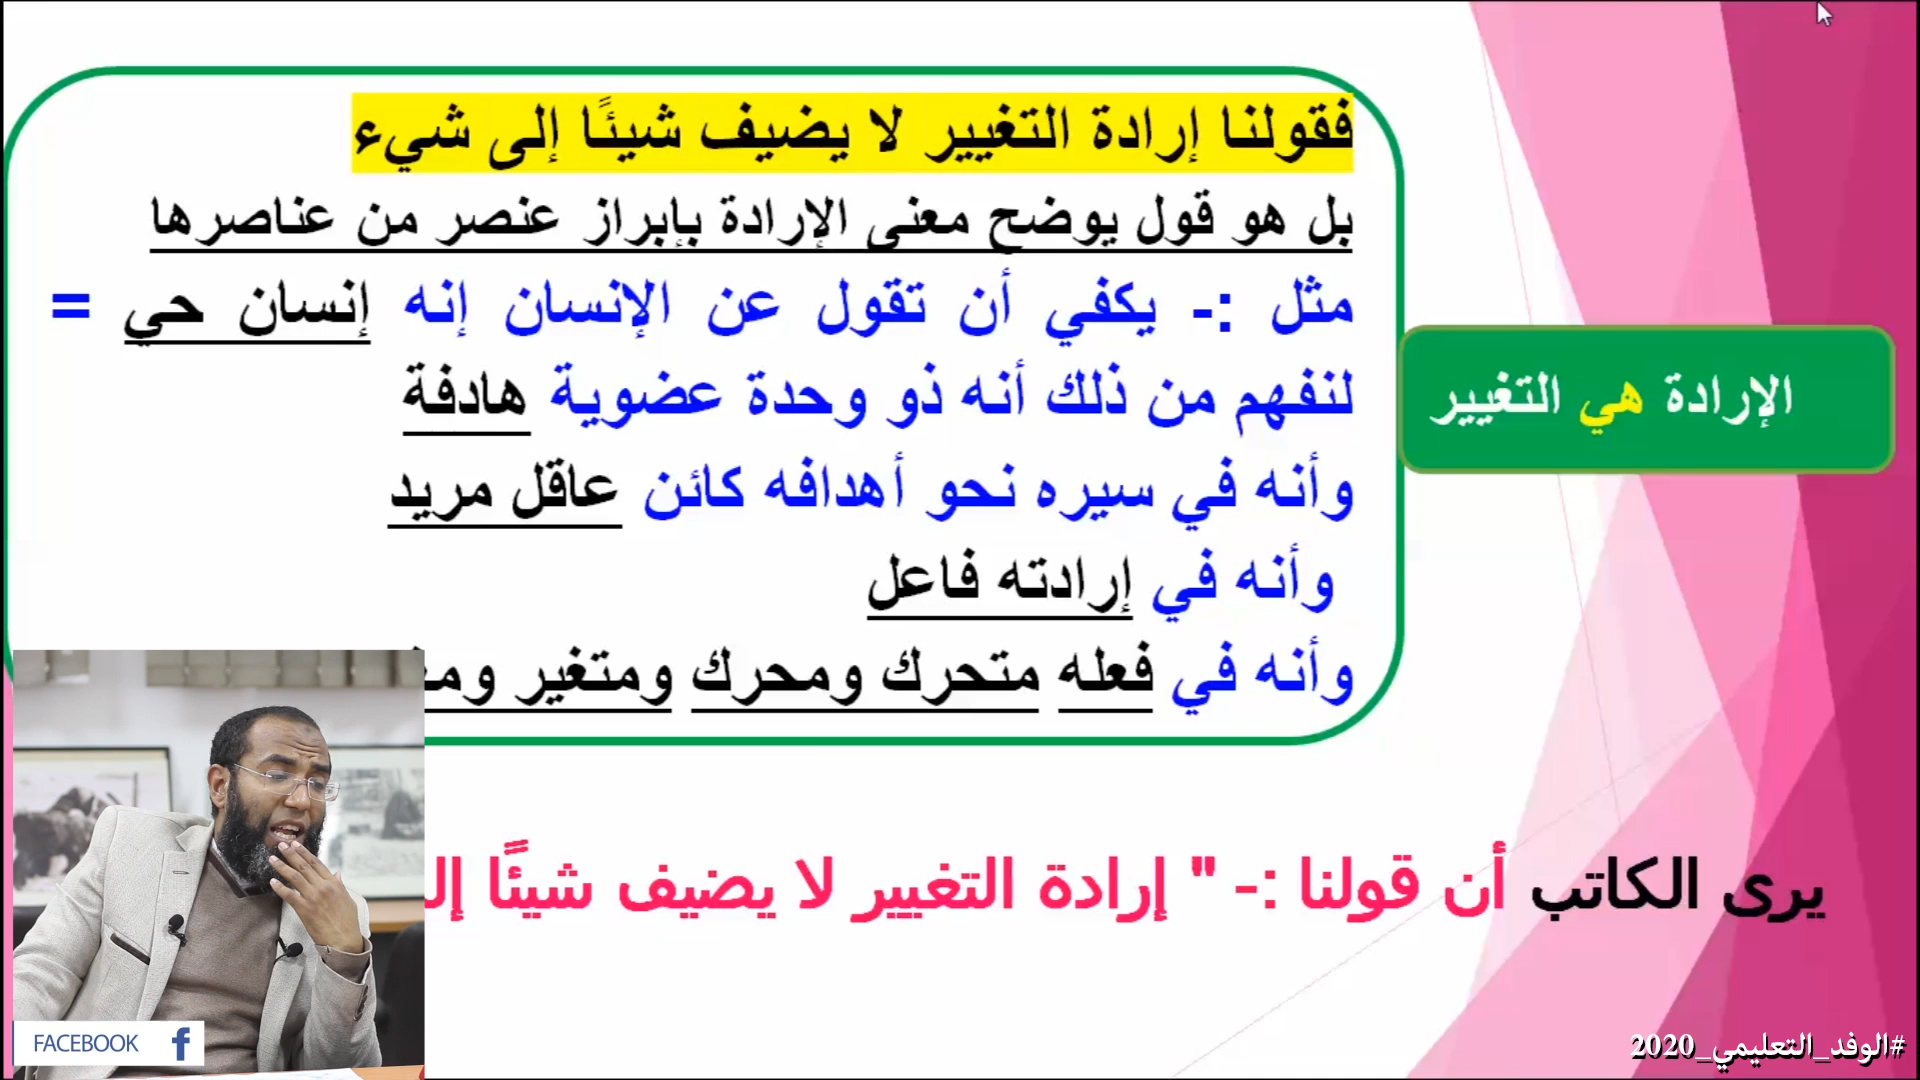 فقولنا إرادة التغيير لا يضيف شيئًا إلى شيء
بل هو قول يوضح معنى الإرادة بإبراز عنصر من عناصرها
مثل :- يكفي أن تقول عن الإنسان إنه إنسان حي =
لنفهم من ذلك أنه ذو وحدة عضوية هادفة
وأنه في سيره نحو أهدافه كائن عاقل مريد
وأنه في إرادته فاعل
وأنه في فعله متحرك ومحرك ومتغير
الإرادة هي التغيير
يرى الكاتب أن قولنا :- " إرادة التغيير لا يضيف شيئًا
FACEBOOK f
#الوفد_التعليمي_2020